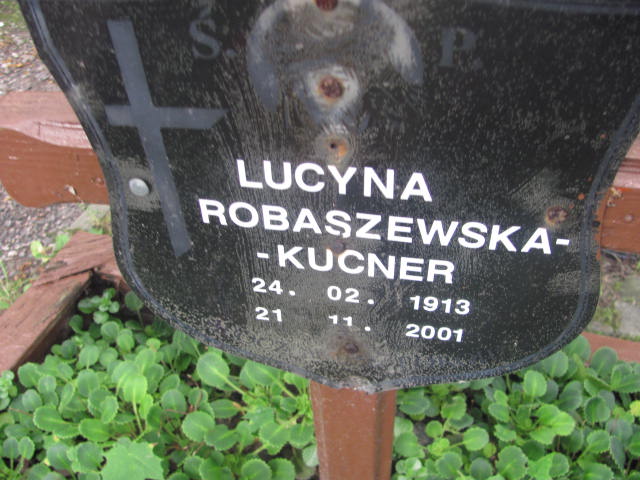 Ś. P
LUCYNA
ROBASZEWSKA-
-KUCNER
24. 02. 1913
21 11. 2001